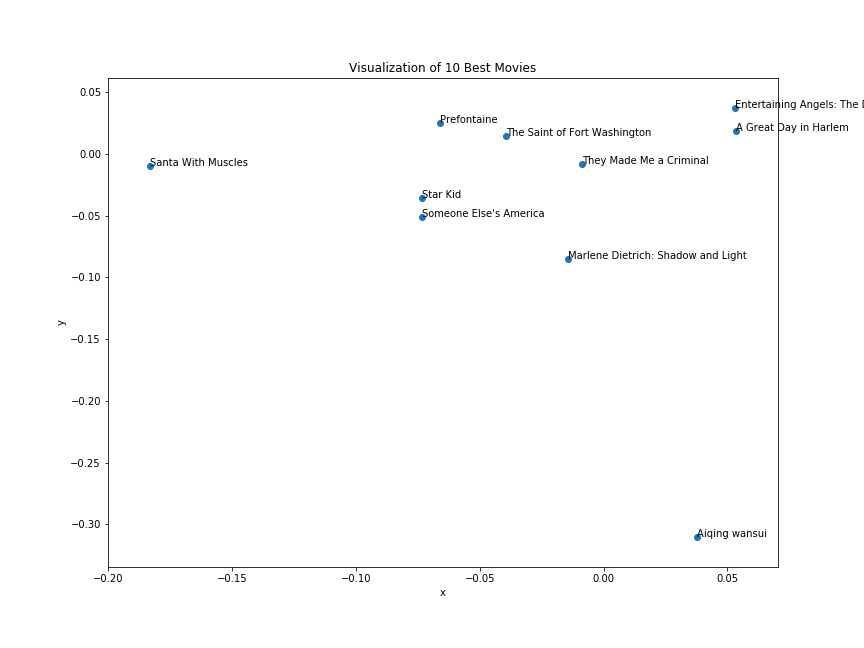 Visualization of 10 Best Movies
0.05
Entertaining Angels: The
Prefontaine
A Great Day in Harlem
The Saint of Fort Washington
0.00
They Made Me a Criminal
Santa With Muscles
Star Kid
−0.05
Someone Else's America
Marlene Dietrich: Shadow and Light
−0.10
−0.15
y
−0.20
−0.25
−0.30
Aiqing wansui
−0.20
−0.15
−0.10
−0.05
0.00
0.05
x